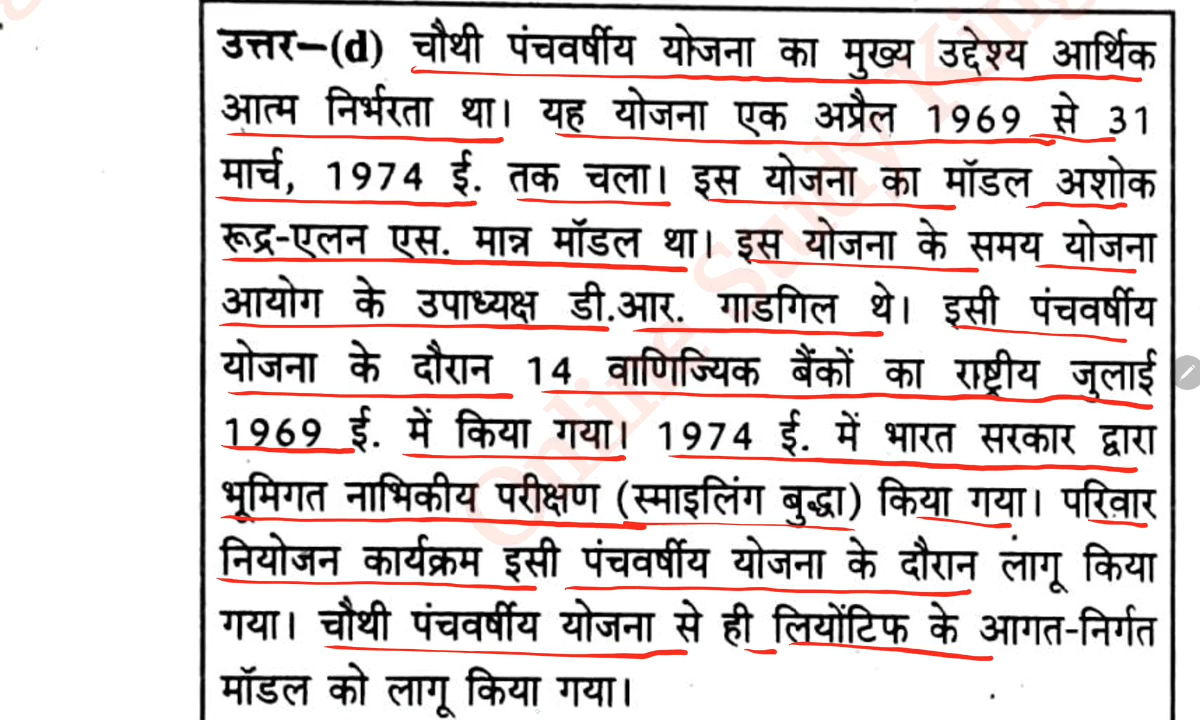 उत्तर–(d) चौथी पंचवर्षीय योजना का मुख्य उद्देश्य आर्थिक
आत्म निर्भरता था। यह योजना एक अप्रैल 1969 से 31
मार्च, 1974 ई. तक चला। इस योजना का मॉडल अशोक
रूद्र-एलन एस. मान्न मॉडल था। इस योजना के समय योजना
आयोग के उपाध्यक्ष डी.आर. गाडगिल थे। इसी पंचवर्षीय
योजना के दौरान 14 वाणिज्यिक बैंकों का राष्ट्रीय जुलाई
1969 ई. में किया गया। 1974 ई. में भारत सरकार द्वारा
भूमिगत नाभिकीय परीक्षण (स्माइलिंग बुद्धा) किया गया। परिवार
नियोजन कार्यक्रम इसी पंचवर्षीय योजना के दौरान लागू किया
गया। चौथी पंचवर्षीय योजना से ही लियोंटिफ के आगत-निर्गत
मॉडल को लागू किया गया।
Online Study King